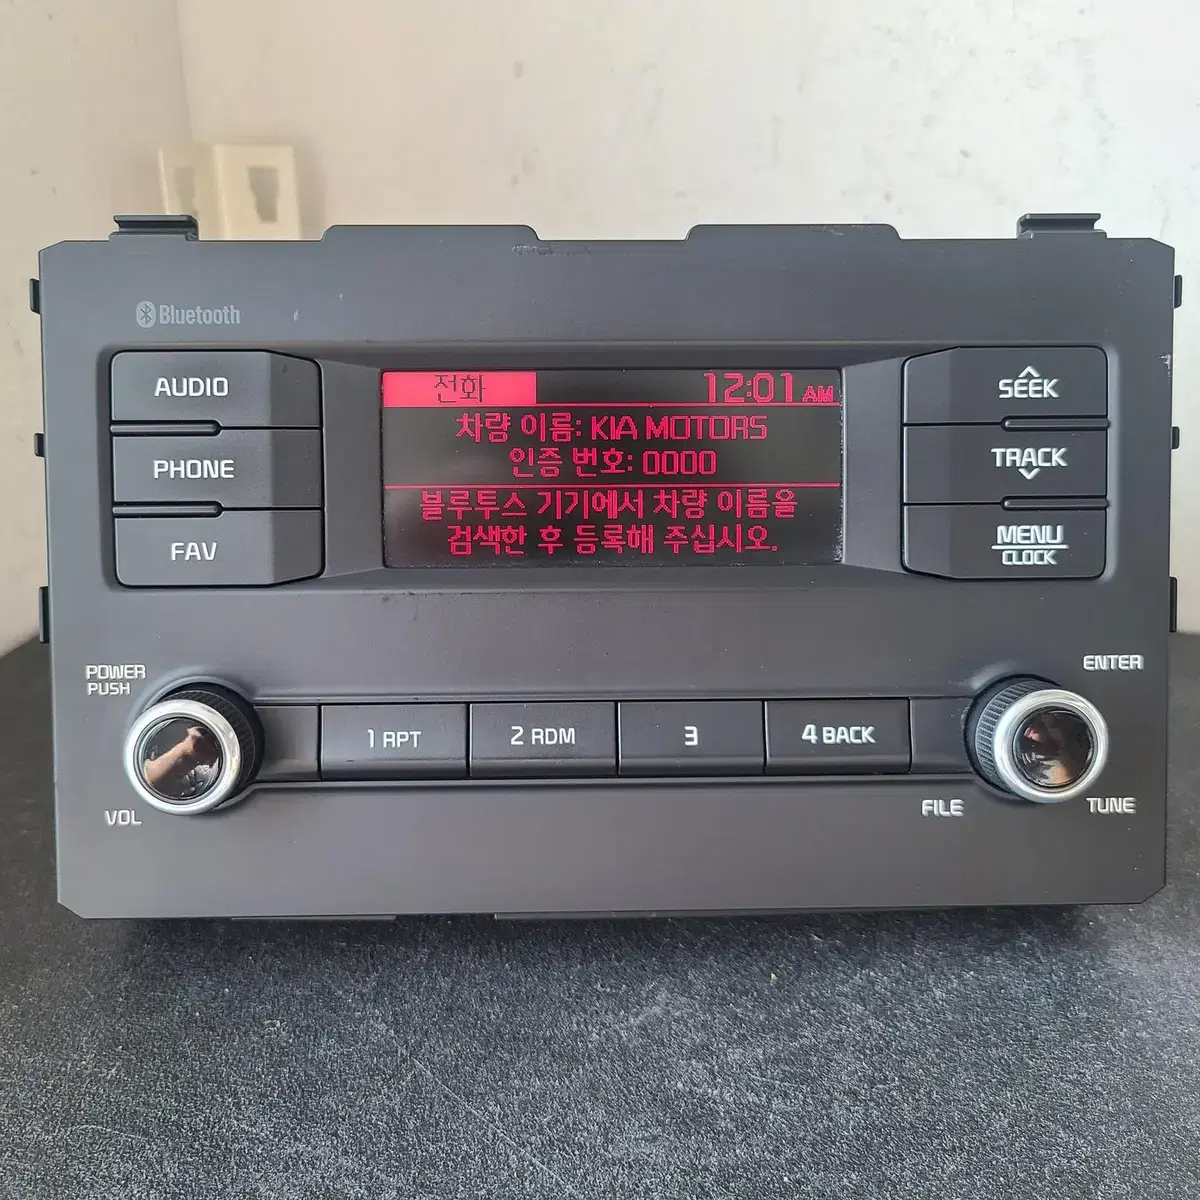 Bluetooth
AUDIO
PHONE
FAV
전화 12:01 AM
차량 이름: KIA MOTORS
인증 번호: 0000
블루투스 기기에서 차량 이름을
검색한 후 등록해 주십시오.
SEEK
TRACK
MENU
CLOCK
POWER
PUSH
VOL
1 RPT
2 RDM
3
4 BACK
ENTER
FILE
TUNE